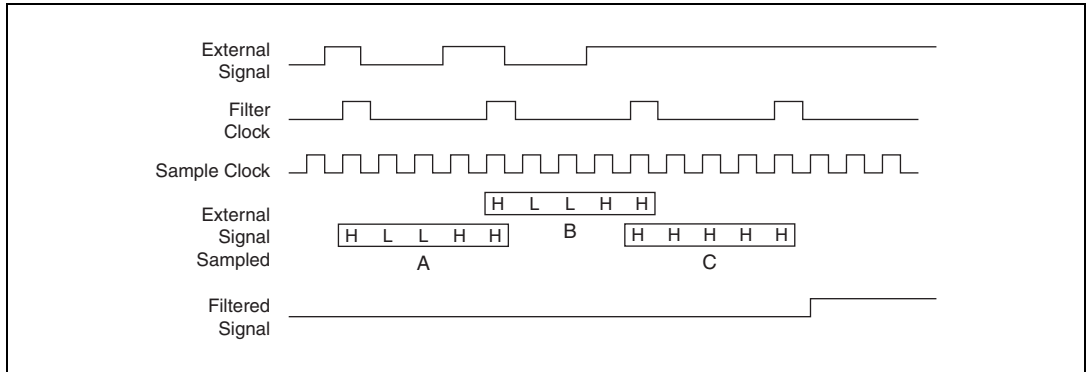 External
Signal
Filter
Clock
Sample Clock
External
Signal
Sampled
H L L H H
B
H L L H H
A
H H H H H
C
Filtered
Signal